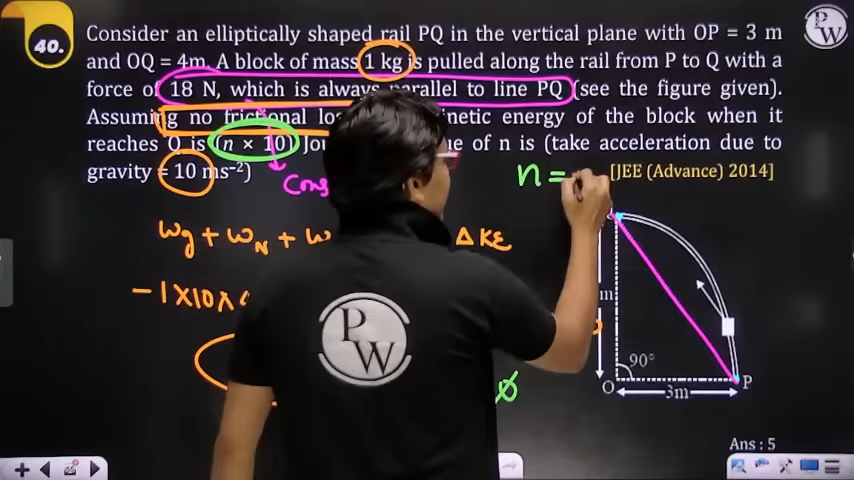 40.
Consider an elliptically shaped rail PQ in the vertical plane with OP = 3 m
and OQ = 4m. A block of mass 1 kg is pulled along the rail from P to Q with a
force of 18 N, which is always parallel to line PQ (see the figure given).
Assuming no frictional kinetic energy of the block when it
reaches Q is (n × 10) Jou of n is (take acceleration due to
gravity = 10 ms⁻²)
[JEE (Advance) 2014]
n =
Cons
Wg + WN + W ΔKE
- 1×10×
m
90°
O
3m
P
Ans : 5
PW
PW